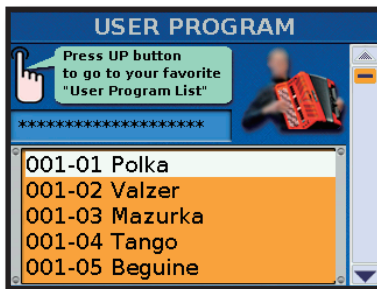 USER PROGRAM
Press UP button
to go to your favorite
"User Program List"
********************
001-01 Polka
001-02 Valzer
001-03 Mazurka
001-04 Tango
001-05 Beguine